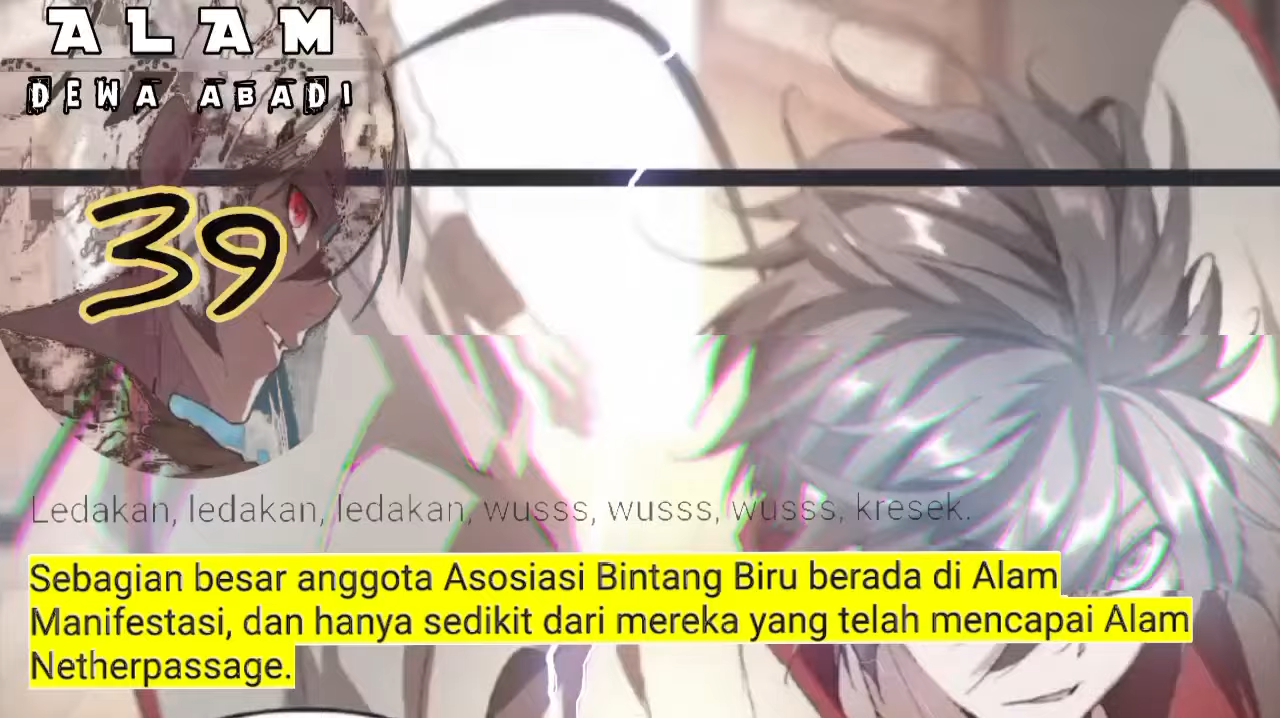 ALAM
DEWA ABADI
39
Ledakan, ledakan, ledakan, wusss, wusss, wusss, kresek.
Sebagian besar anggota Asosiasi Bintang Biru berada di Alam
Manifestasi, dan hanya sedikit dari mereka yang telah mencapai Alam
Netherpassage.